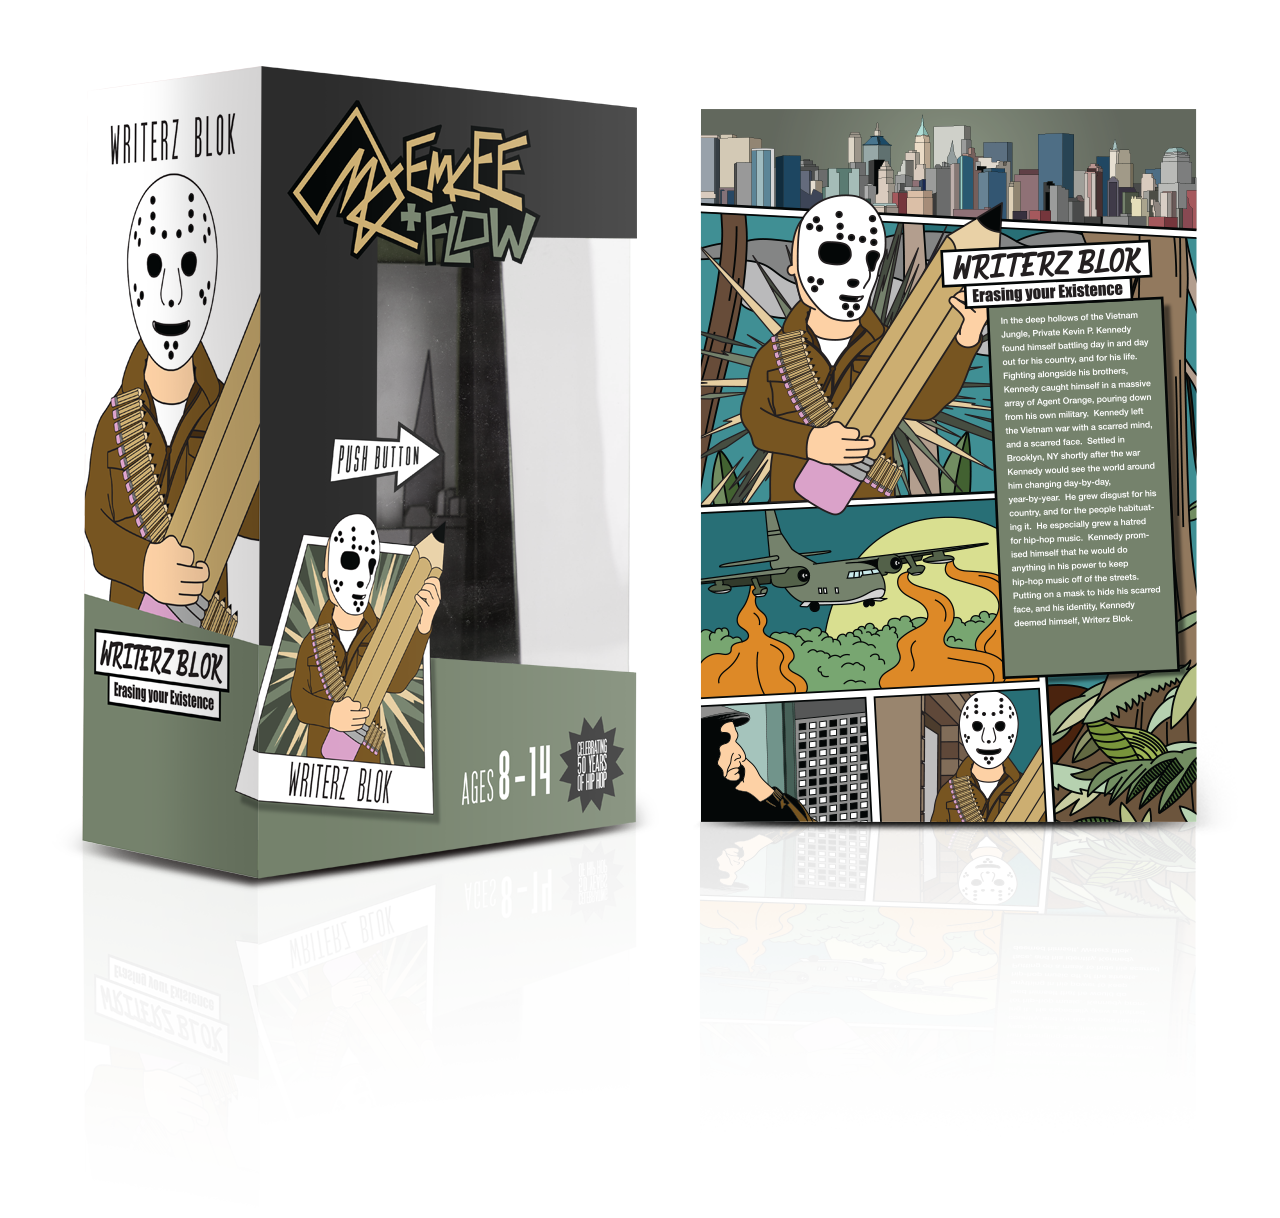 WRITERZ BLOK
WRITERZ BLOK
Erasing your Existence
EMCEE
+FLOW
PUSH BUTTON
WRITERZ BLOK
AGES 8-14
CELEBRATING
50 YEARS
OF HIP HOP
WRITERZ BLOK
Erasing your Existence
In the deep hollows of the Vietnam
Jungle, Private Kevin P. Kennedy
found himself battling day in and day
out for his country, and for his life.
Fighting alongside his brothers,
Kennedy caught himself in a massive
array of Agent Orange, pouring down
from his own military.  Kennedy left
the Vietnam war with a scarred mind,
and a scarred face.  Settled in
Brooklyn, NY shortly after the war
Kennedy would see the world around
him changing day-by-day,
year-by-year.  He grew disgust for his
country, and for the people habituat-
ing it.  He especially grew a hatred
for hip-hop music.  Kennedy prom-
ised himself that he would do
anything in his power to keep
hip-hop music off of the streets.
Putting on a mask to hide his scarred
face, and his identity, Kennedy
deemed himself, Writerz Blok.